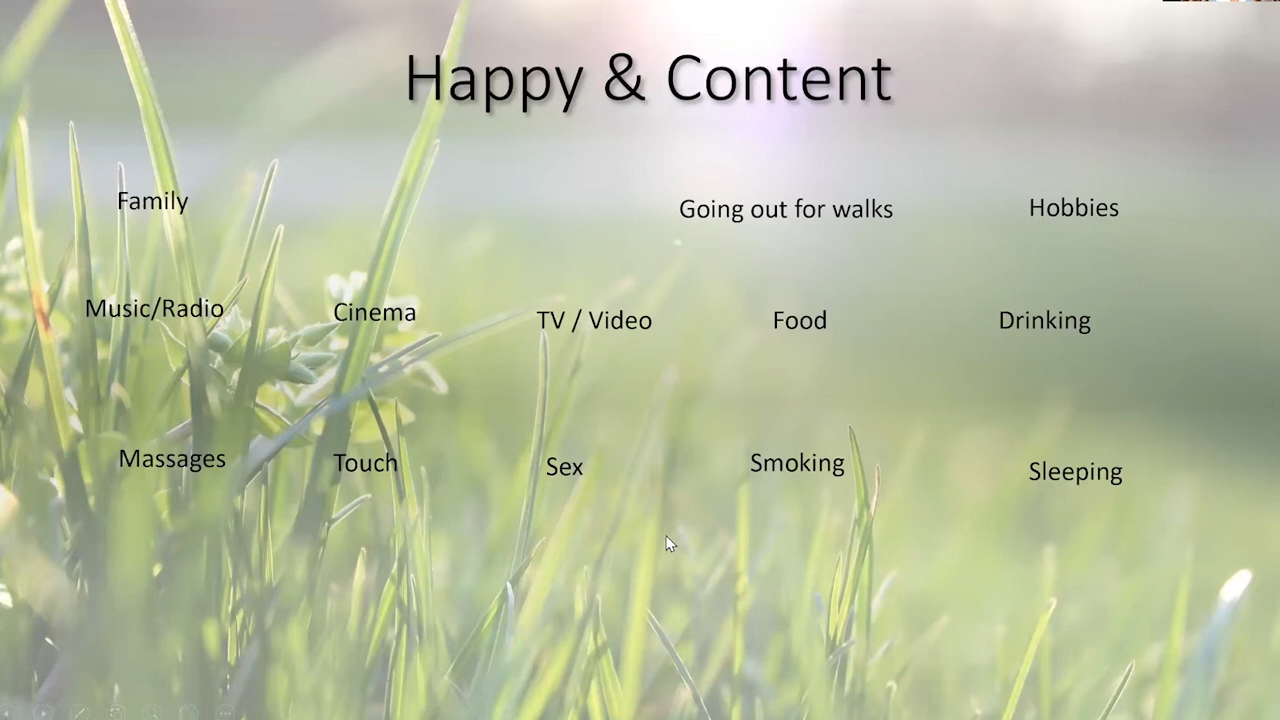 Happy & Content
Family
Going out for walks
Hobbies
Music/Radio
Cinema
TV / Video
Food
Drinking
Massages
Touch
Sex
Smoking
Sleeping